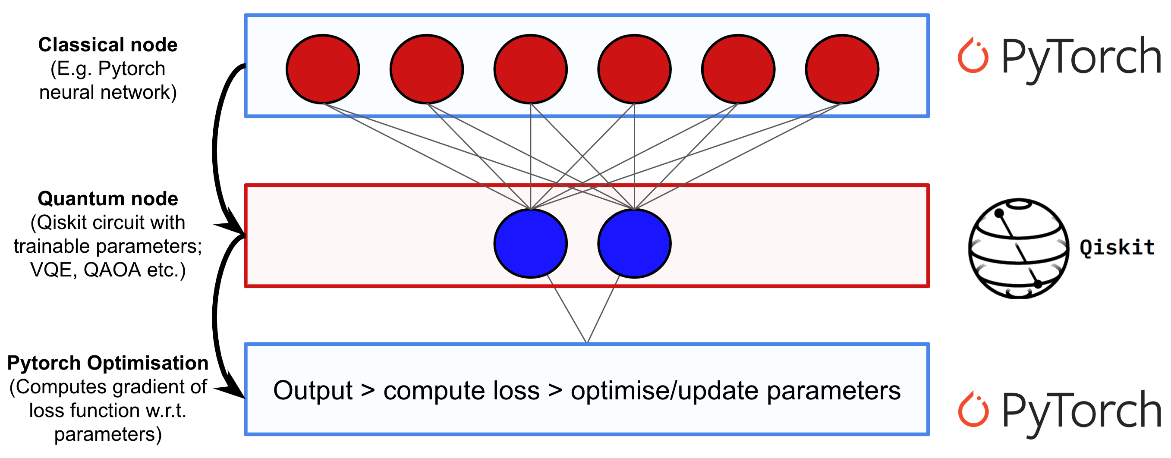 Classical node
(E.g. Pytorch
neural network)
PyTorch
Quantum node
(Qiskit circuit with
trainable parameters;
VQE, QAOA etc.)
Qiskit
Pytorch Optimisation
(Computes gradient of
loss function w.r.t.
parameters)
Output > compute loss > optimise/update parameters
PyTorch